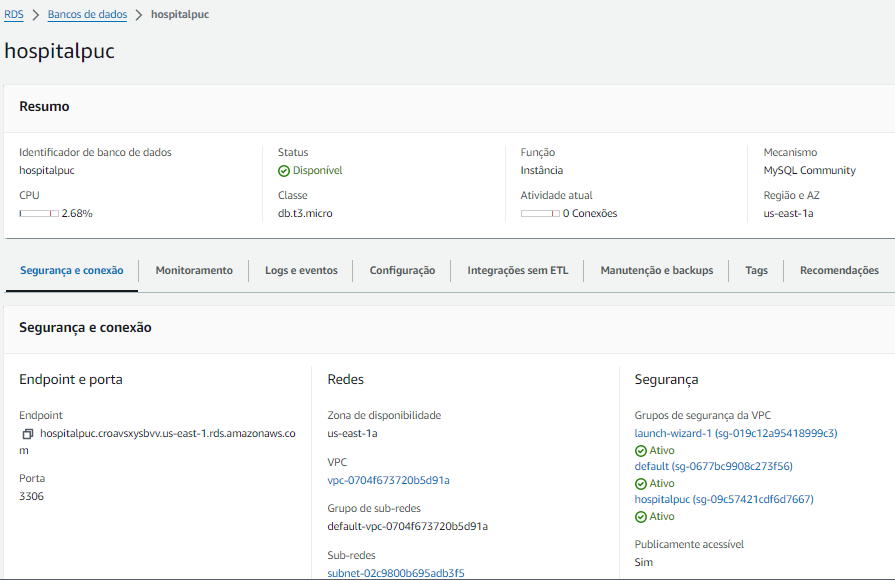 RDS > Bancos de dados > hospitalpuc
hospitalpuc
Resumo
Identificador de banco de dados
hospitalpuc
CPU
2.68%
Status
Disponível
Classe
db.t3.micro
Função
Instância
Atividade atual
0 Conexões
Mecanismo
MySQL Community
Região e AZ
us-east-1a
Segurança e conexão
Monitoramento
Logs e eventos
Configuração
Integrações sem ETL
Manutenção e backups
Tags
Recomendações
Segurança e conexão
Endpoint e porta
Endpoint
hospitalpuc.croavsxysbvv.us-east-1.rds.amazonaws.co
m
Porta
3306
Redes
Zona de disponibilidade
us-east-1a
VPC
vpc-0704f673720b5d91a
Grupo de sub-redes
default-vpc-0704f673720b5d91a
Sub-redes
subnet-02c9800b695adb3f5
Segurança
Grupos de segurança da VPC
launch-wizard-1 (sg-019c12a95418999c3)
Ativo
default (sg-0677bc9908c273f56)
Ativo
hospitalpuc (sg-09c57421cdf6d7667)
Ativo
Publicamente acessível
Sim